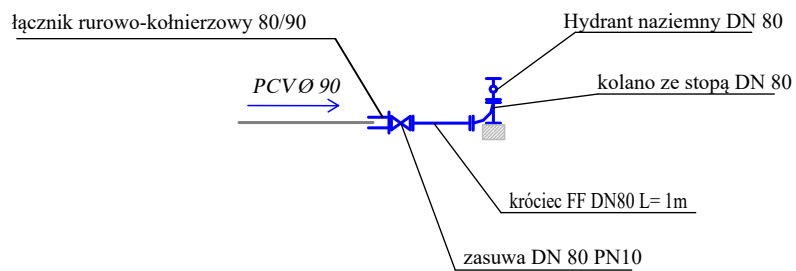 łącznik rurowo-kołnierzowy 80/90
Hydrant naziemny DN 80
PCV Ø 90
kolano ze stopą DN 80
króciec FF DN80 L= 1m
zasuwa DN 80 PN10